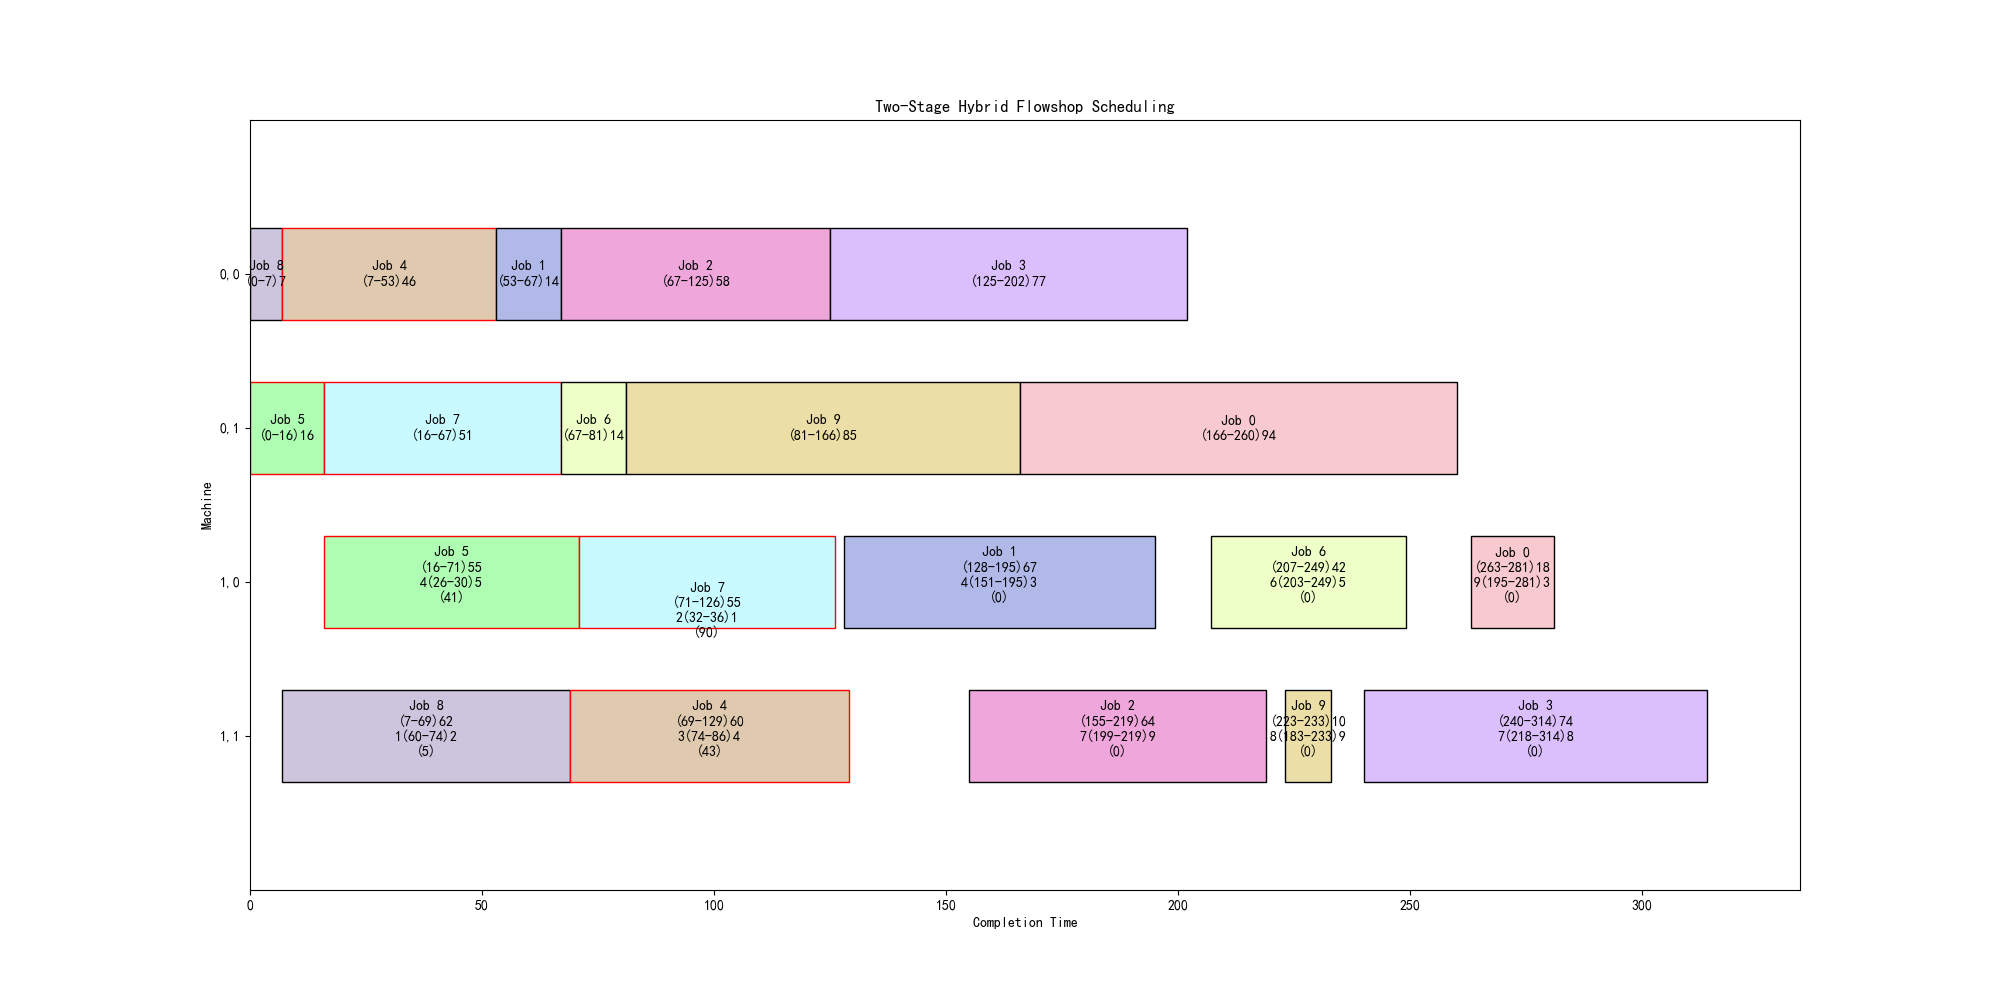 Two-Stage Hybrid Flowshop Scheduling
0,0
Job 8
(0-7)7
Job 4
(7-53)46
Job 1
(53-67)14
Job 2
(67-125)58
Job 3
(125-202)77
0,1
Job 5
(0-16)16
Job 7
(16-67)51
Job 6
(67-81)14
Job 9
(81-166)85
Job 0
(166-260)94
Machine
1,0
Job 5
(16-71)55
4(26-30)5
(41)
Job 7
(71-126)55
2(32-36)1
(90)
Job 1
(128-195)67
4(151-195)3
(0)
Job 6
(207-249)42
6(203-249)5
(0)
Job 0
(263-281)18
9(195-281)3
(0)
1,1
Job 8
(7-69)62
1(60-74)2
(5)
Job 4
(69-129)60
3(74-86)4
(43)
Job 2
(155-219)64
7(199-219)9
(0)
Job 9
(223-233)10
8(183-233)9
(0)
Job 3
(240-314)74
7(218-314)8
(0)
0 50 100 150 200 250 300
Completion Time